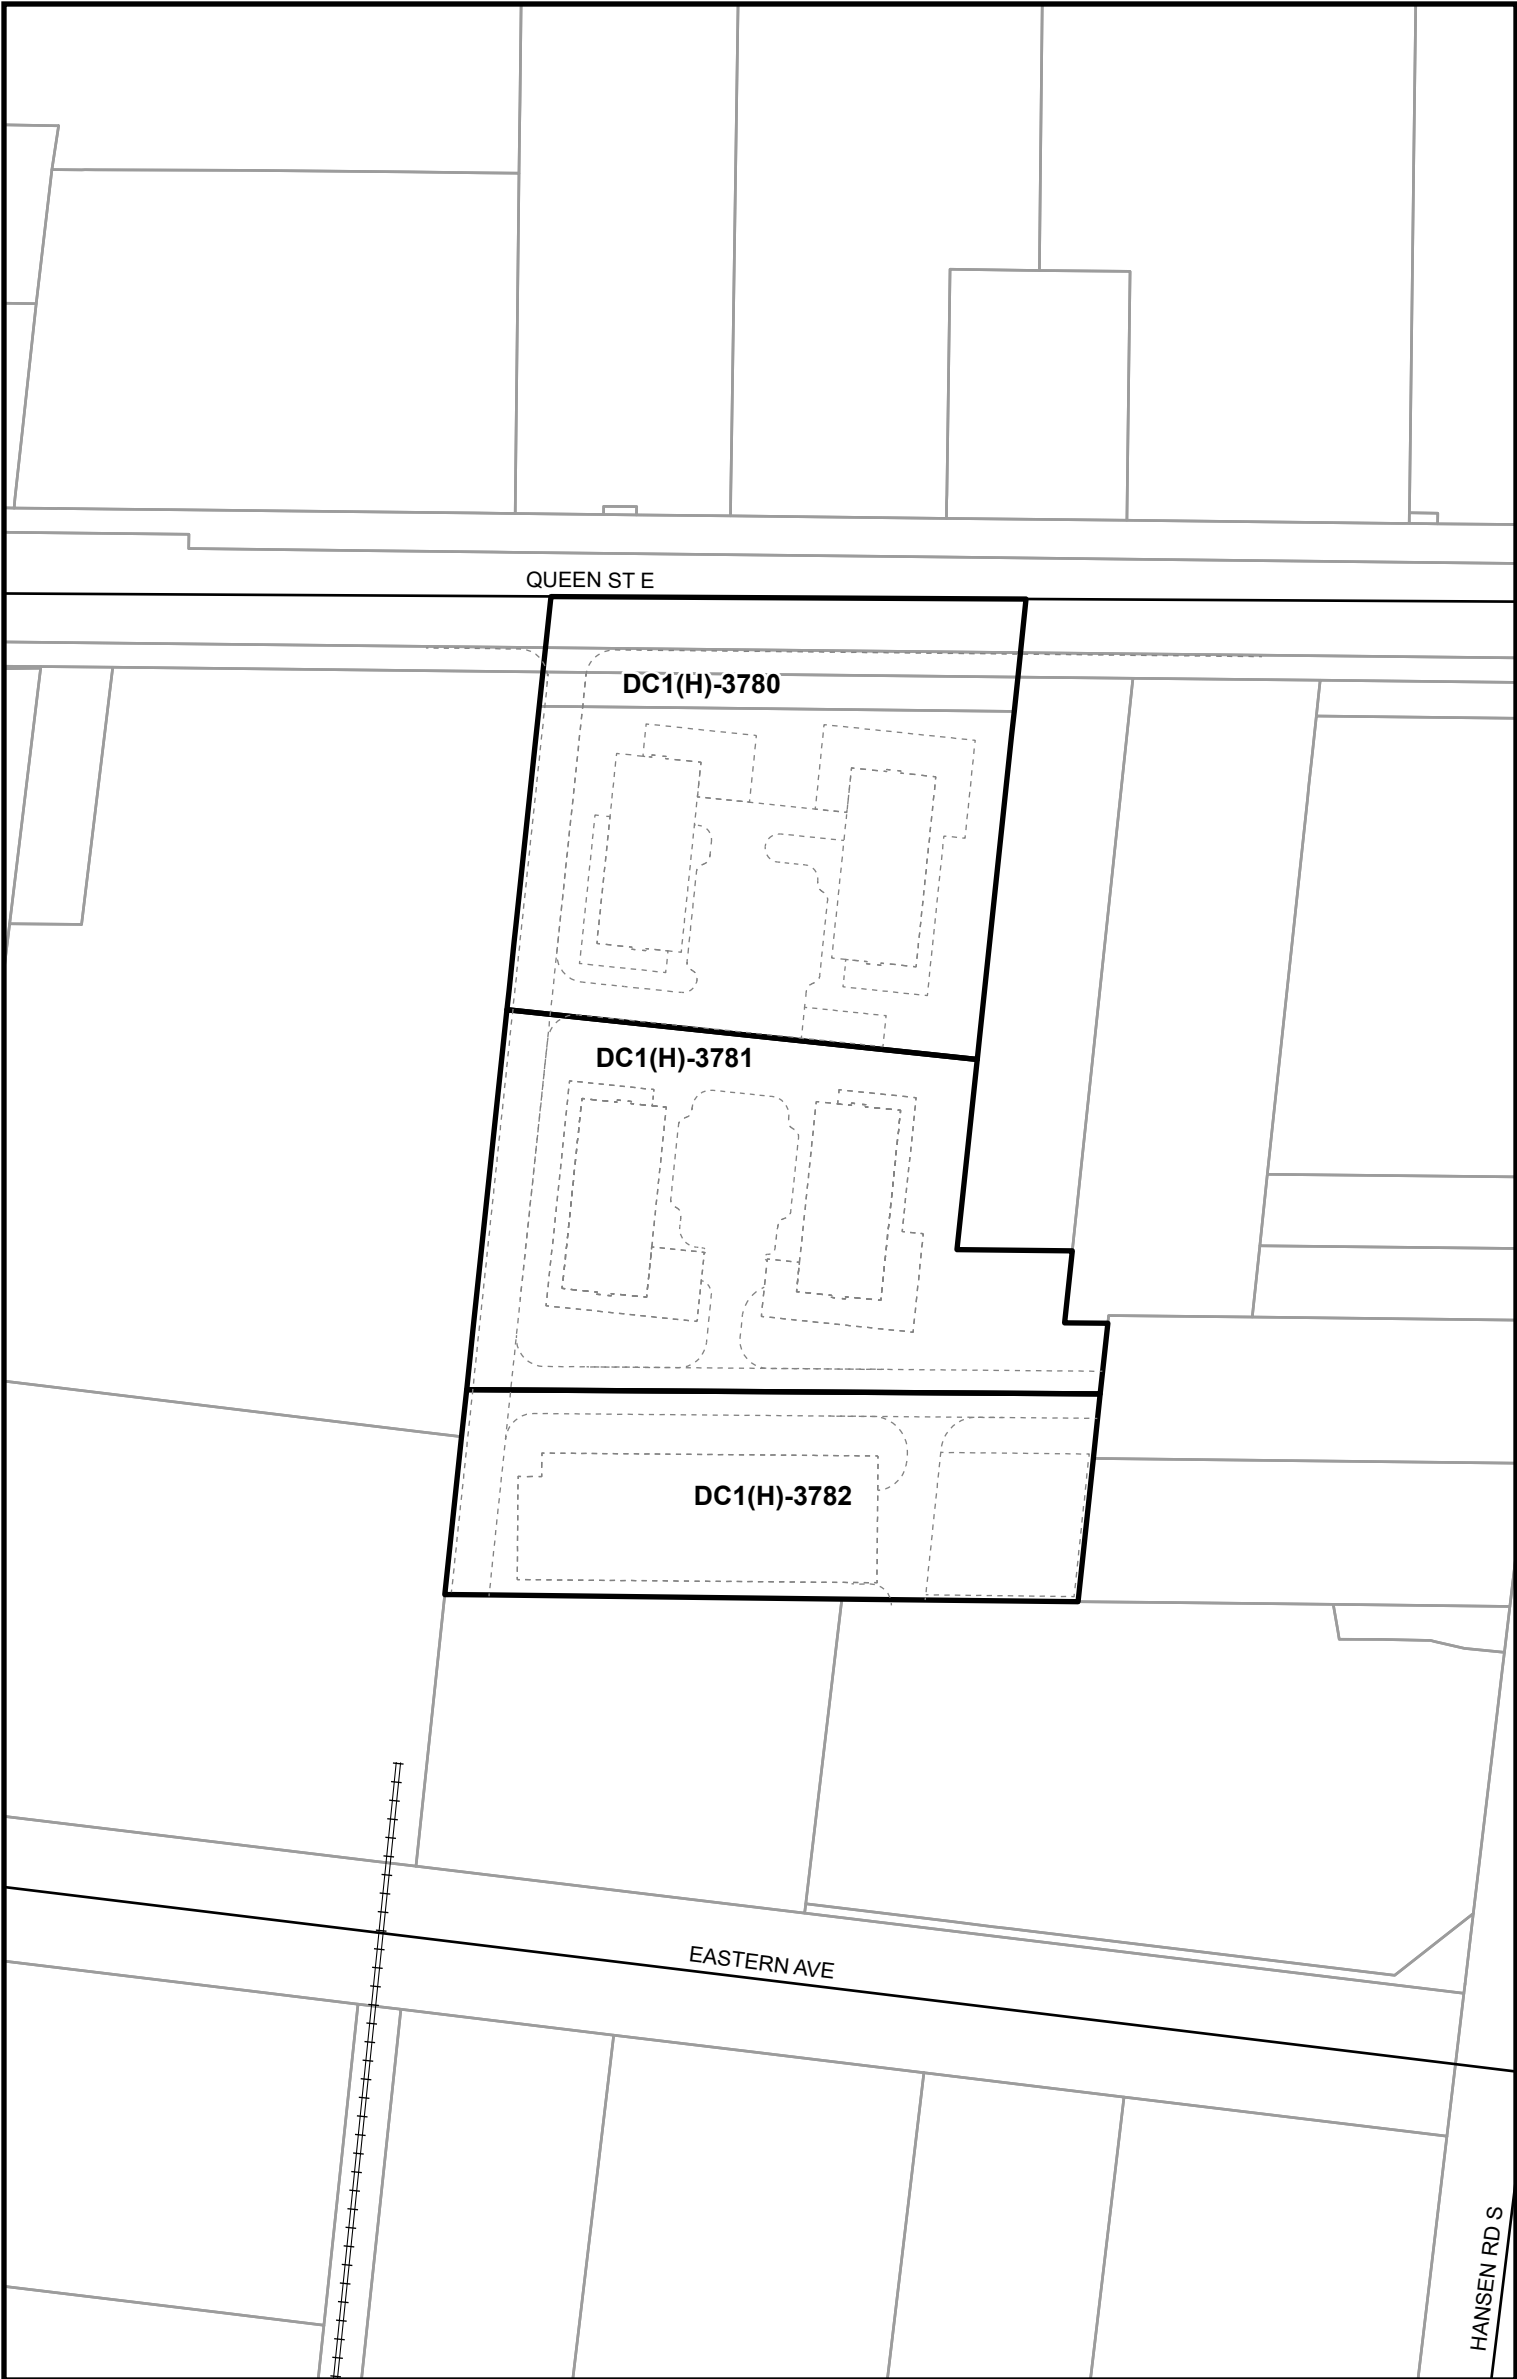 QUEEN ST E
DC1(H)-3780
DC1(H)-3781
DC1(H)-3782
EASTERN AVE
HANSEN RD S